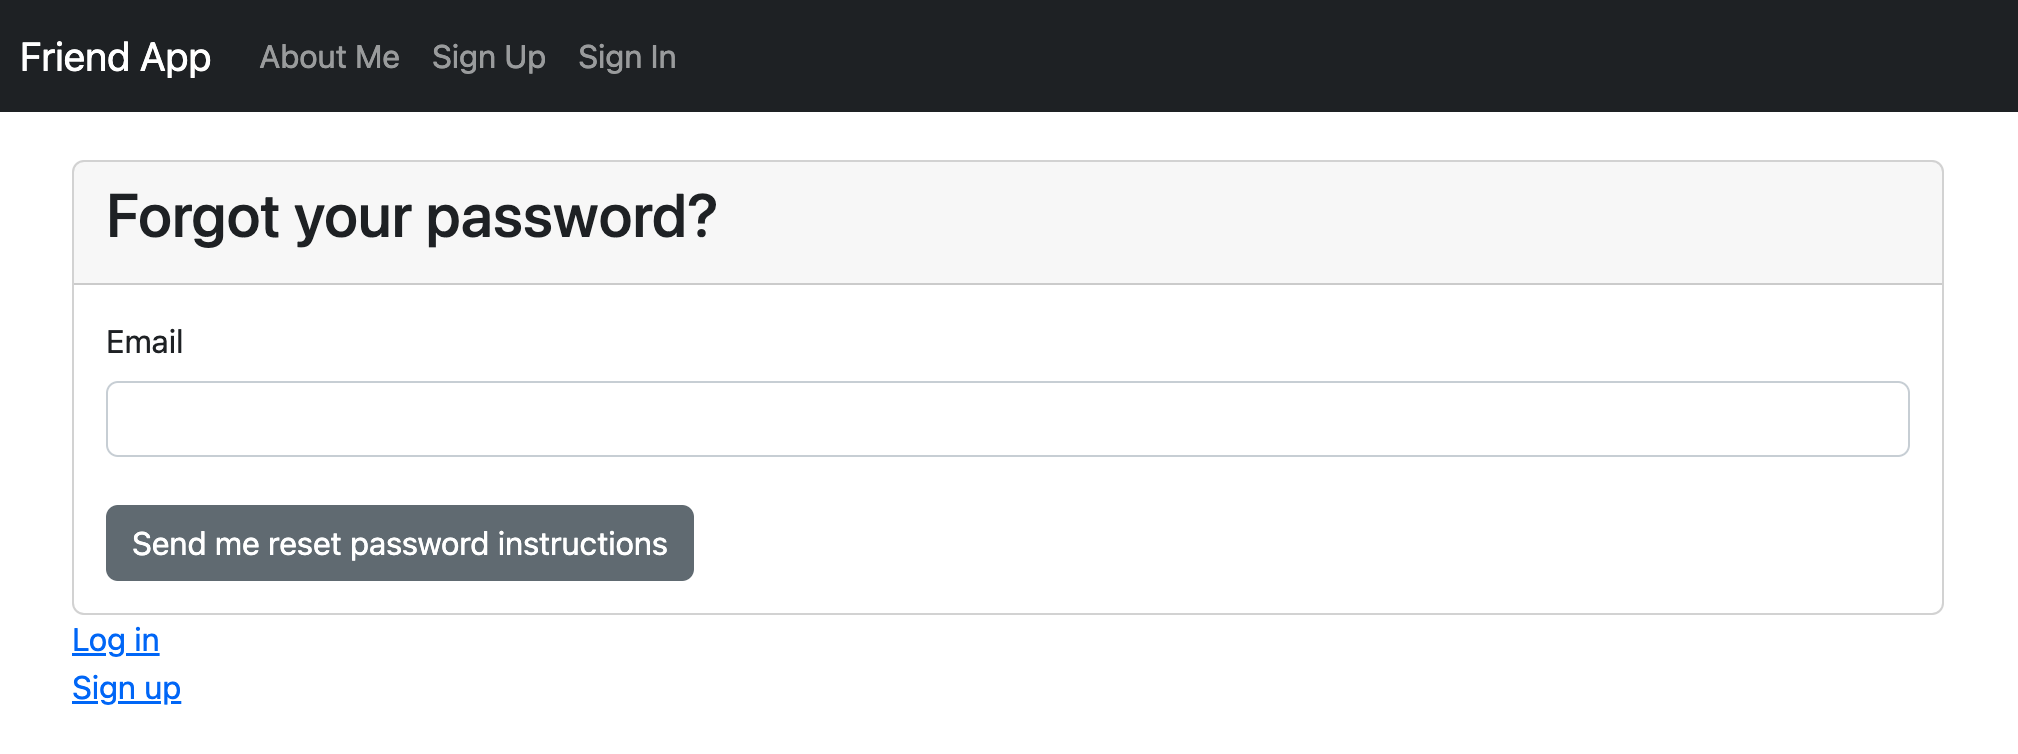 Friend App About Me Sign Up Sign In
Forgot your password?
Email
Send me reset password instructions
Log in
Sign up